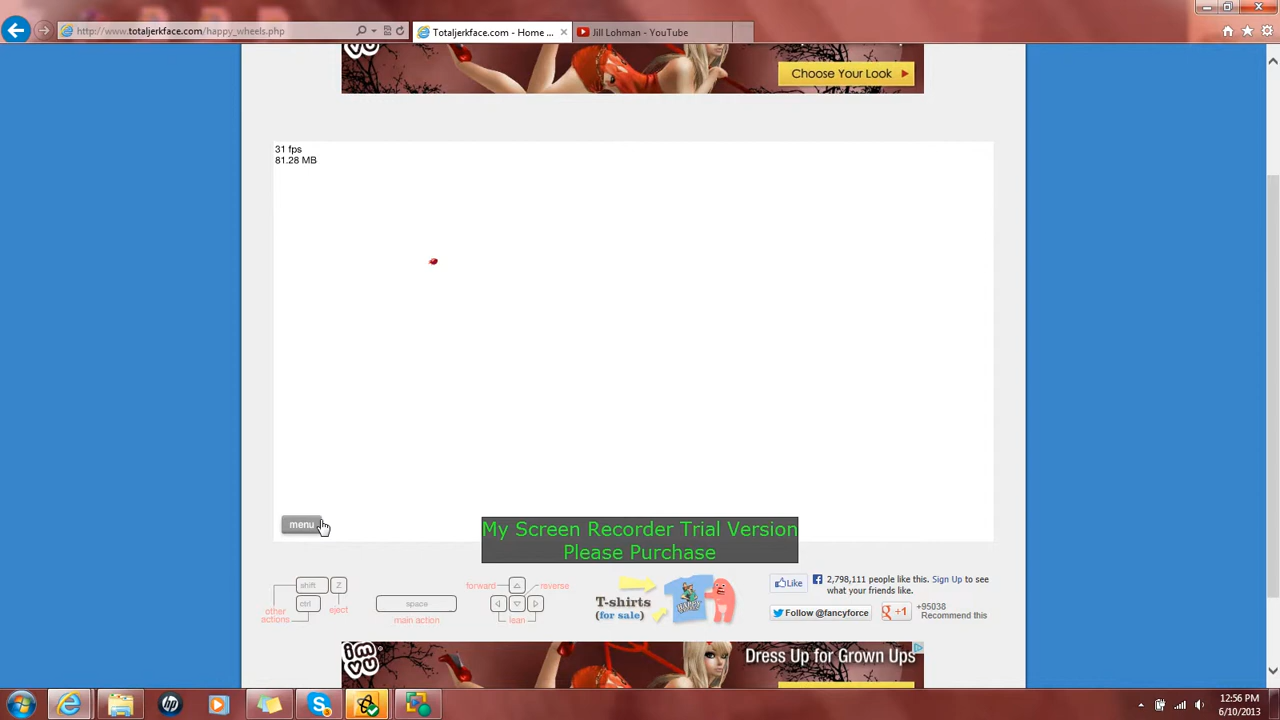 http://www.totaljerkface.com/happy_wheels.php
Totaljerkface.com - Home ...
Jill Lohman - YouTube
Choose Your Look
31 fps
81.28 MB
menu
My Screen Recorder Trial Version
Please Purchase
shift
Z
ctrl
eject
other
actions
space
main action
forward
reverse
lean
T-shirts
(for sale)
HAPPY
Like
2,798,111 people like this. Sign Up to see
what your friends like.
Follow @fancyforce
+1
+95038
Recommend this
imvu
Dress Up for Grown Ups
hp
12:56 PM
6/10/2013